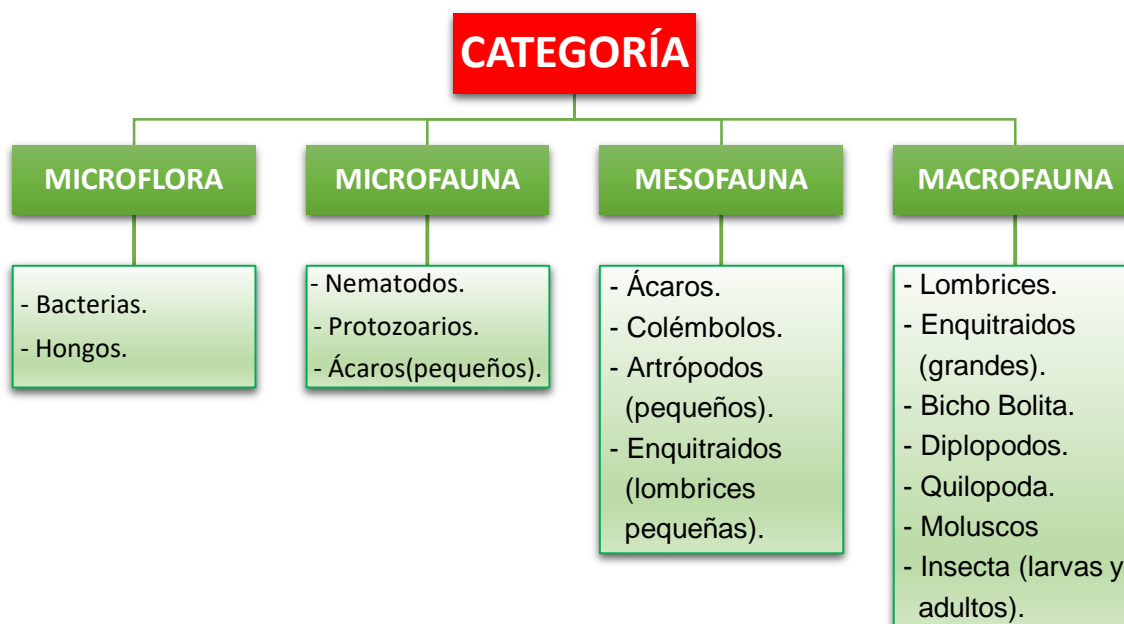 CATEGORÍA
MICROFLORA
- Bacterias.
- Hongos.
MICROFAUNA
- Nematodos.
- Protozoarios.
- Ácaros(pequeños).
MESOFAUNA
- Ácaros.
- Colémbolos.
- Artrópodos
(pequeños).
- Enquitraidos
(lombrices
pequeñas).
MACROFAUNA
- Lombrices.
- Enquitraidos
(grandes).
- Bicho Bolita.
- Diplopodos.
- Quilopoda.
- Moluscos
- Insecta (larvas y
adultos).